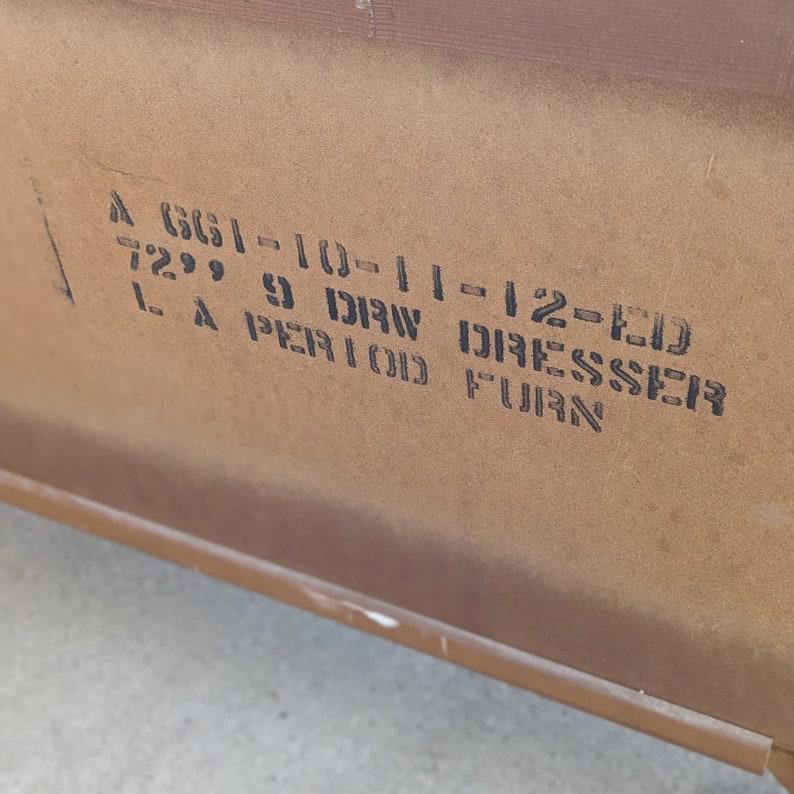 A 661-10-11-12-ED
72’’ 9 DRW DRESSER
L A PERIOD FURN